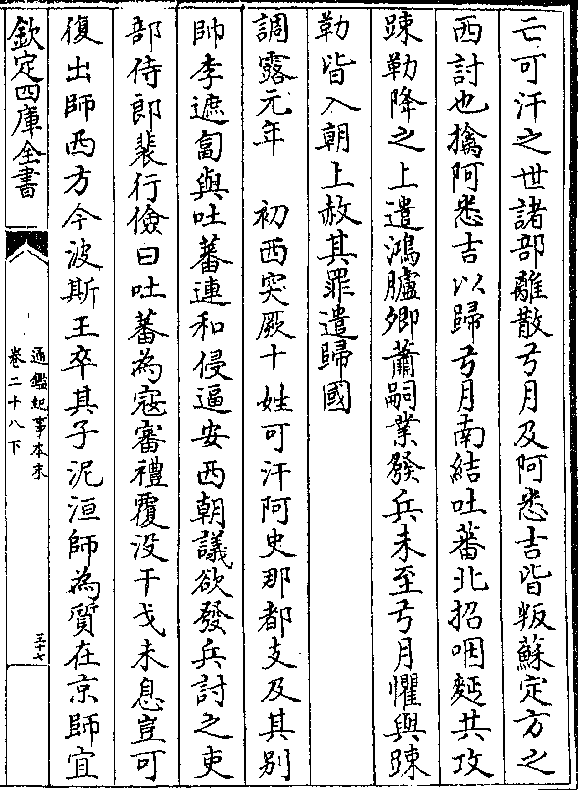 亡可汗之世諸部離散弓月及阿悉吉皆叛蘇定方之
西討也擒阿悉吉以歸弓月南結吐蕃北招咽麫共攻
踈勒降之上遣鴻臚卿蕭嗣業發兵未至弓月懼與踈
勒皆入朝上赦其罪遣歸國
調露元年　初西突厥十姓可汗阿史那都支及其别
帥李遮匐與吐蕃連和侵逼安西朝議欲發兵討之吏
部侍郎裴行儉曰吐蕃為寇審禮覆没干戈未息豈可
復出師西方今波斯王卒其子泥洹師為質在京師宜
欽定四庫全書
通鑑紀事本末
卷二十八下
三十七